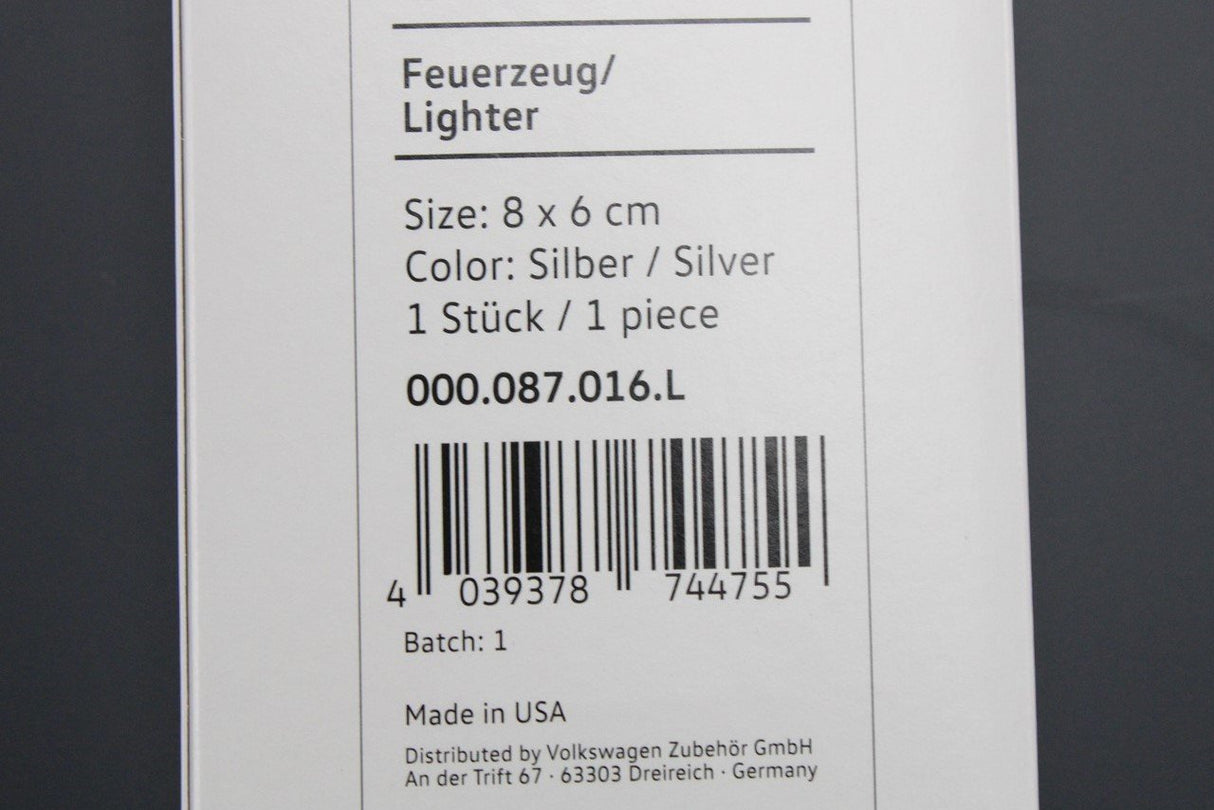 Feuerzeug/
Lighter
Size: 8 x 6 cm
Color: Silber / Silver
1 Stück / 1 piece
000.087.016.L
4 039378 744755
Batch: 1
Made in USA
Distributed by Volkswagen Zubehör GmbH
An der Trift 67 · 63303 Dreireich · Germany